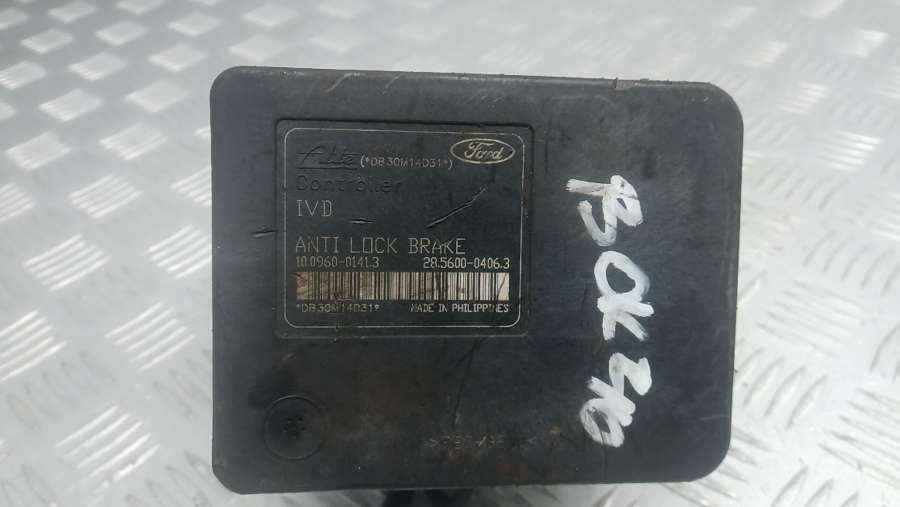 Ate (*DB30M14D31*) Ford
Controller
IVD
ANTI LOCK BRAKE
10.0960-0141.3 28.5600-0406.3
*DB30M14D31* MADE IN PHILIPPINES